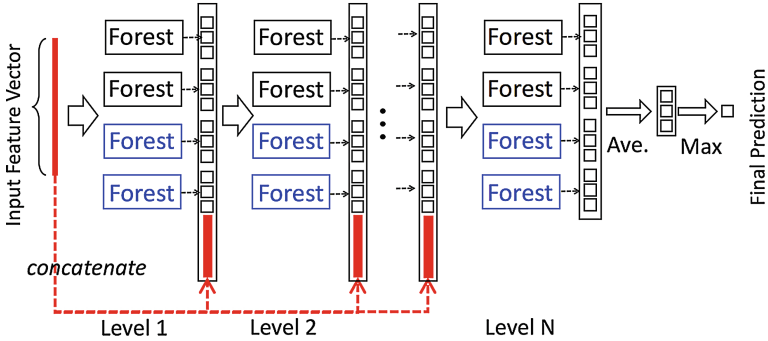 Input Feature Vector
Forest
Forest
Forest
Forest
Forest
Forest
Forest
Forest
Forest
Forest
Forest
Forest
Ave.
Max
Final Prediction
concatenate
Level 1
Level 2
Level N